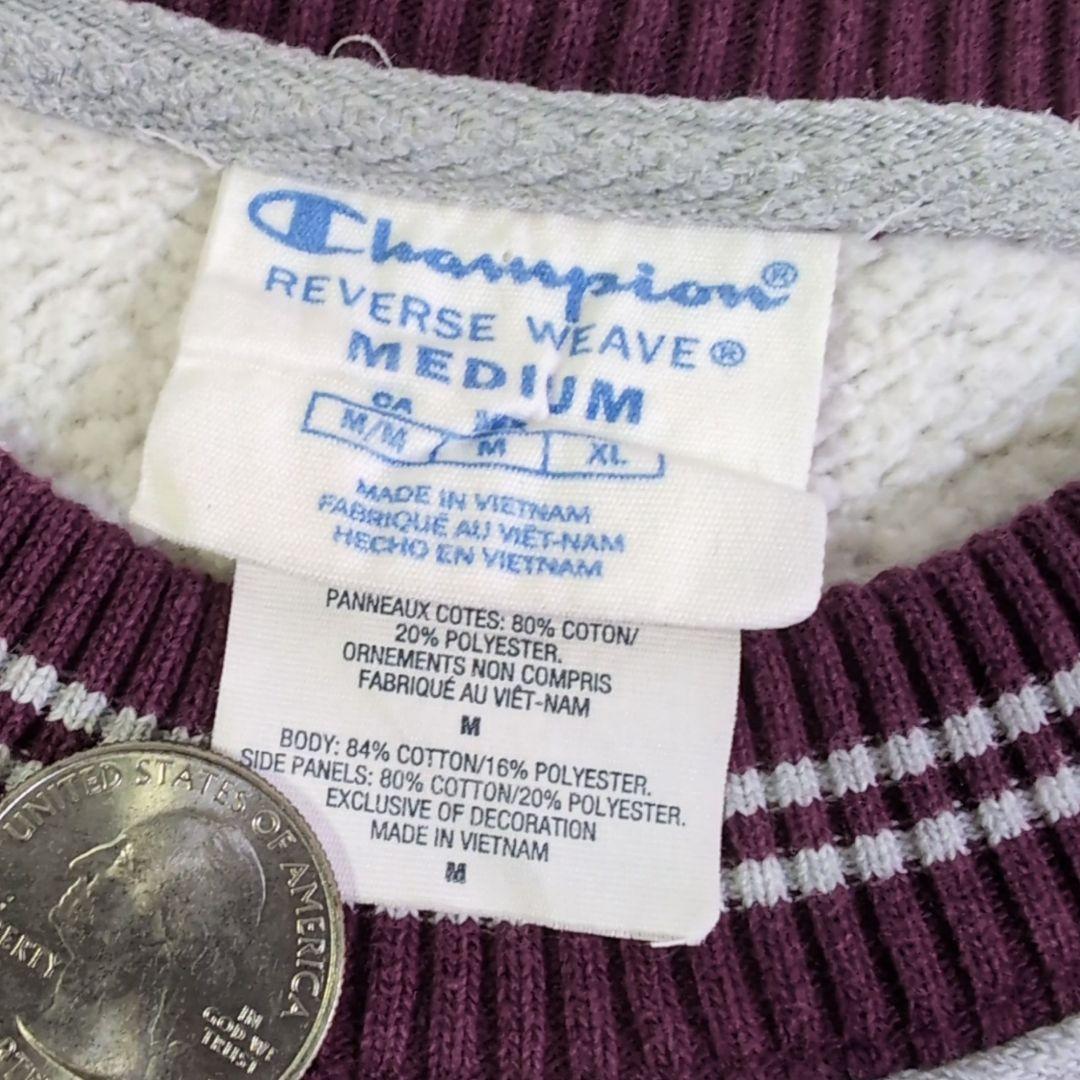 Champion®
REVERSE WEAVE®
MEDIUM
CA
M/M M XL
MADE IN VIETNAM
FABRIQUÉ AU VIÊT-NAM
HECHO EN VIETNAM
PANNEAUX COTES: 80% COTON/
20% POLYESTER.
ORNEMENTS NON COMPRIS
FABRIQUÉ AU VIÊT-NAM
M
BODY: 84% COTTON/16% POLYESTER.
SIDE PANELS: 80% COTTON/20% POLYESTER.
EXCLUSIVE OF DECORATION
MADE IN VIETNAM
M
UNITED STATES OF AMERICA
IN
GOD WE
TRUST